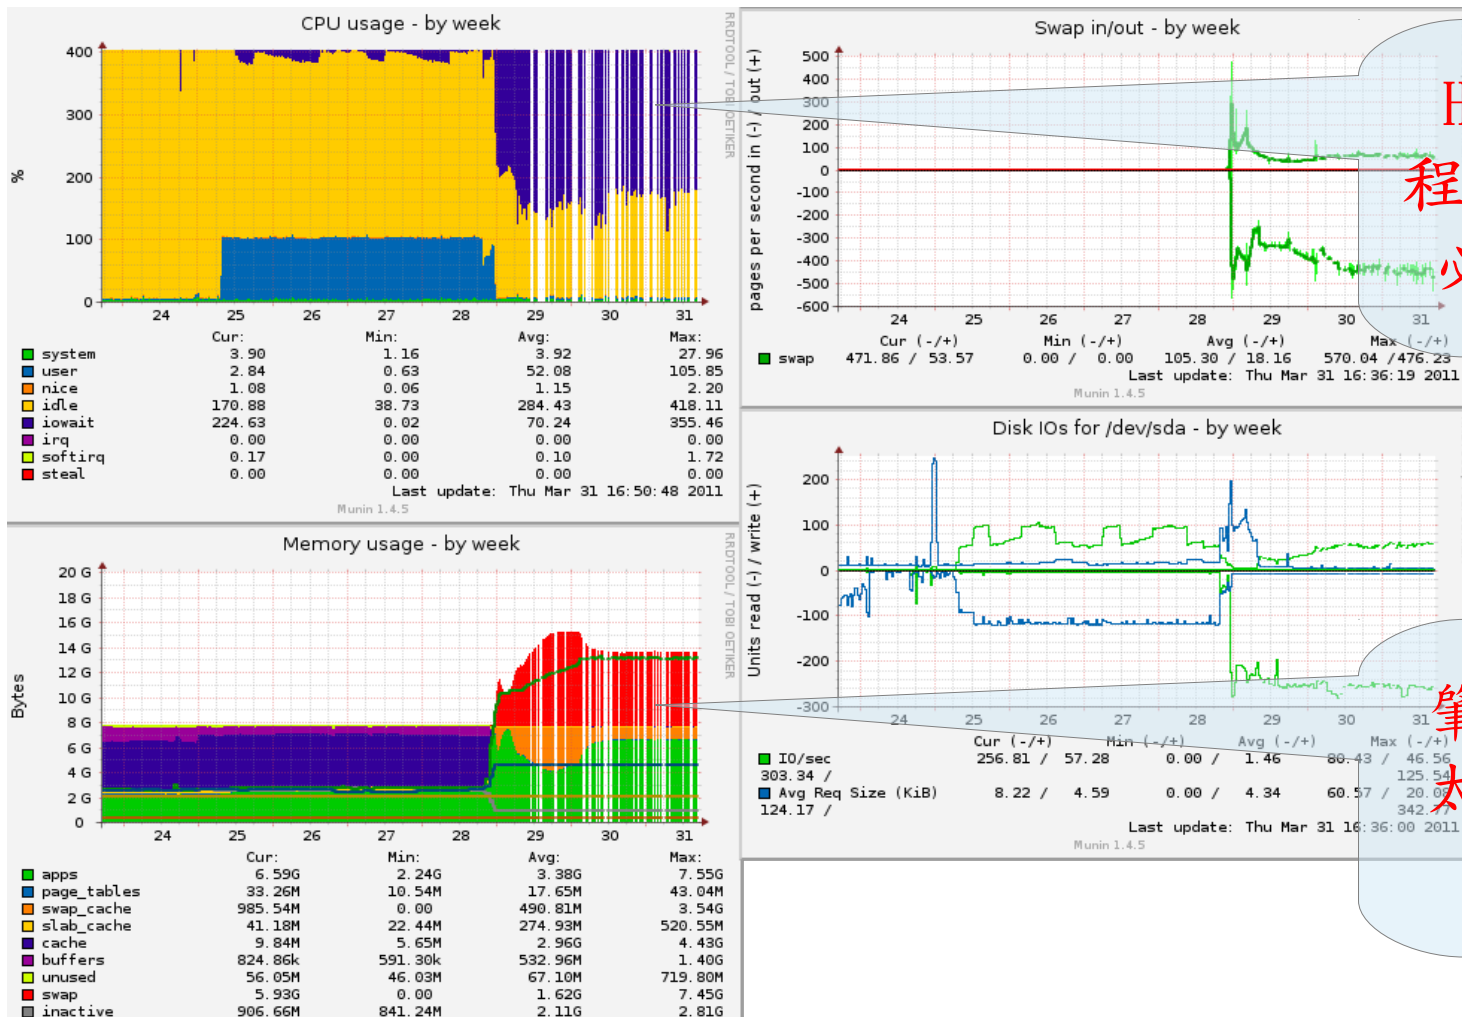 CPU usage - by week
RRDTOOL / TOBI OETIKER
%
400
300
200
100
0
24 25 26 27 28 29 30 31
Cur: Min: Avg: Max:
system 3.90 1.16 3.92 27.96
user 2.84 0.63 52.08 105.85
nice 1.08 0.06 1.15 2.20
idle 170.88 38.73 284.43 418.11
iowait 224.63 0.02 70.24 355.46
irq 0.00 0.00 0.00 0.00
softirq 0.17 0.00 0.10 1.72
steal 0.00 0.00 0.00 0.00
Last update: Thu Mar 31 16:50:48 2011
Munin 1.4.5
Memory usage - by week
RRDTOOL / TOBI OETIKER
Bytes
20 G
18 G
16 G
14 G
12 G
10 G
8 G
6 G
4 G
2 G
0
24 25 26 27 28 29 30 31
Cur: Min: Avg: Max:
apps 6.59G 2.24G 3.38G 7.55G
page_tables 33.26M 10.54M 17.65M 43.04M
swap_cache 985.54M 0.00 490.81M 3.54G
slab_cache 41.18M 22.44M 274.93M 520.55M
cache 9.84M 5.65M 2.96G 4.43G
buffers 824.86k 591.30k 532.96M 1.40G
unused 56.05M 46.03M 67.10M 719.80M
swap 5.93G 0.00 1.62G 7.45G
inactive 906.66M 841.24M 2.11G 2.81G
Swap in/out - by week
pages per second in (-) / out (+)
500
400
300
200
100
0
-100
-200
-300
-400
-500
-600
24 25 26 27 28 29 30 31
Cur (-/+) Min (-/+) Avg (-/+) Max (-/+)
swap 471.86 / 53.57 0.00 / 0.00 105.30 / 18.16 570.04 /476.23
Last update: Thu Mar 31 16:36:19 2011
Munin 1.4.5
Disk IOs for /dev/sda - by week
Units read (-) / write (+)
200
100
0
-100
-200
-300
24 25 26 27 28 29 30 31
Cur (-/+) Min (-/+) Avg (-/+) Max (-/+)
IO/sec 256.81 / 57.28 0.00 / 1.46 80.43 / 46.56
303.34 / 125.54
Avg Req Size (KiB) 8.22 / 4.59 0.00 / 4.34 60.57 / 20.08
124.17 / 342.77
Last update: Thu Mar 31 16:36:00 2011
Munin 1.4.5
程
必
筆
太